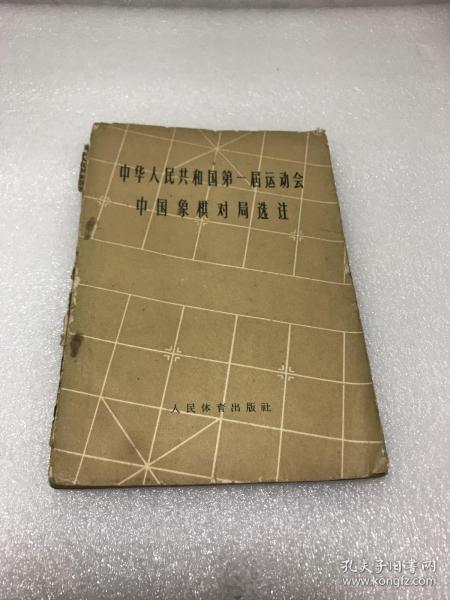 中华人民共和国第一届运动会
中国象棋对局选注
人民体育出版社
孔夫子旧书网
www.kongfz.com